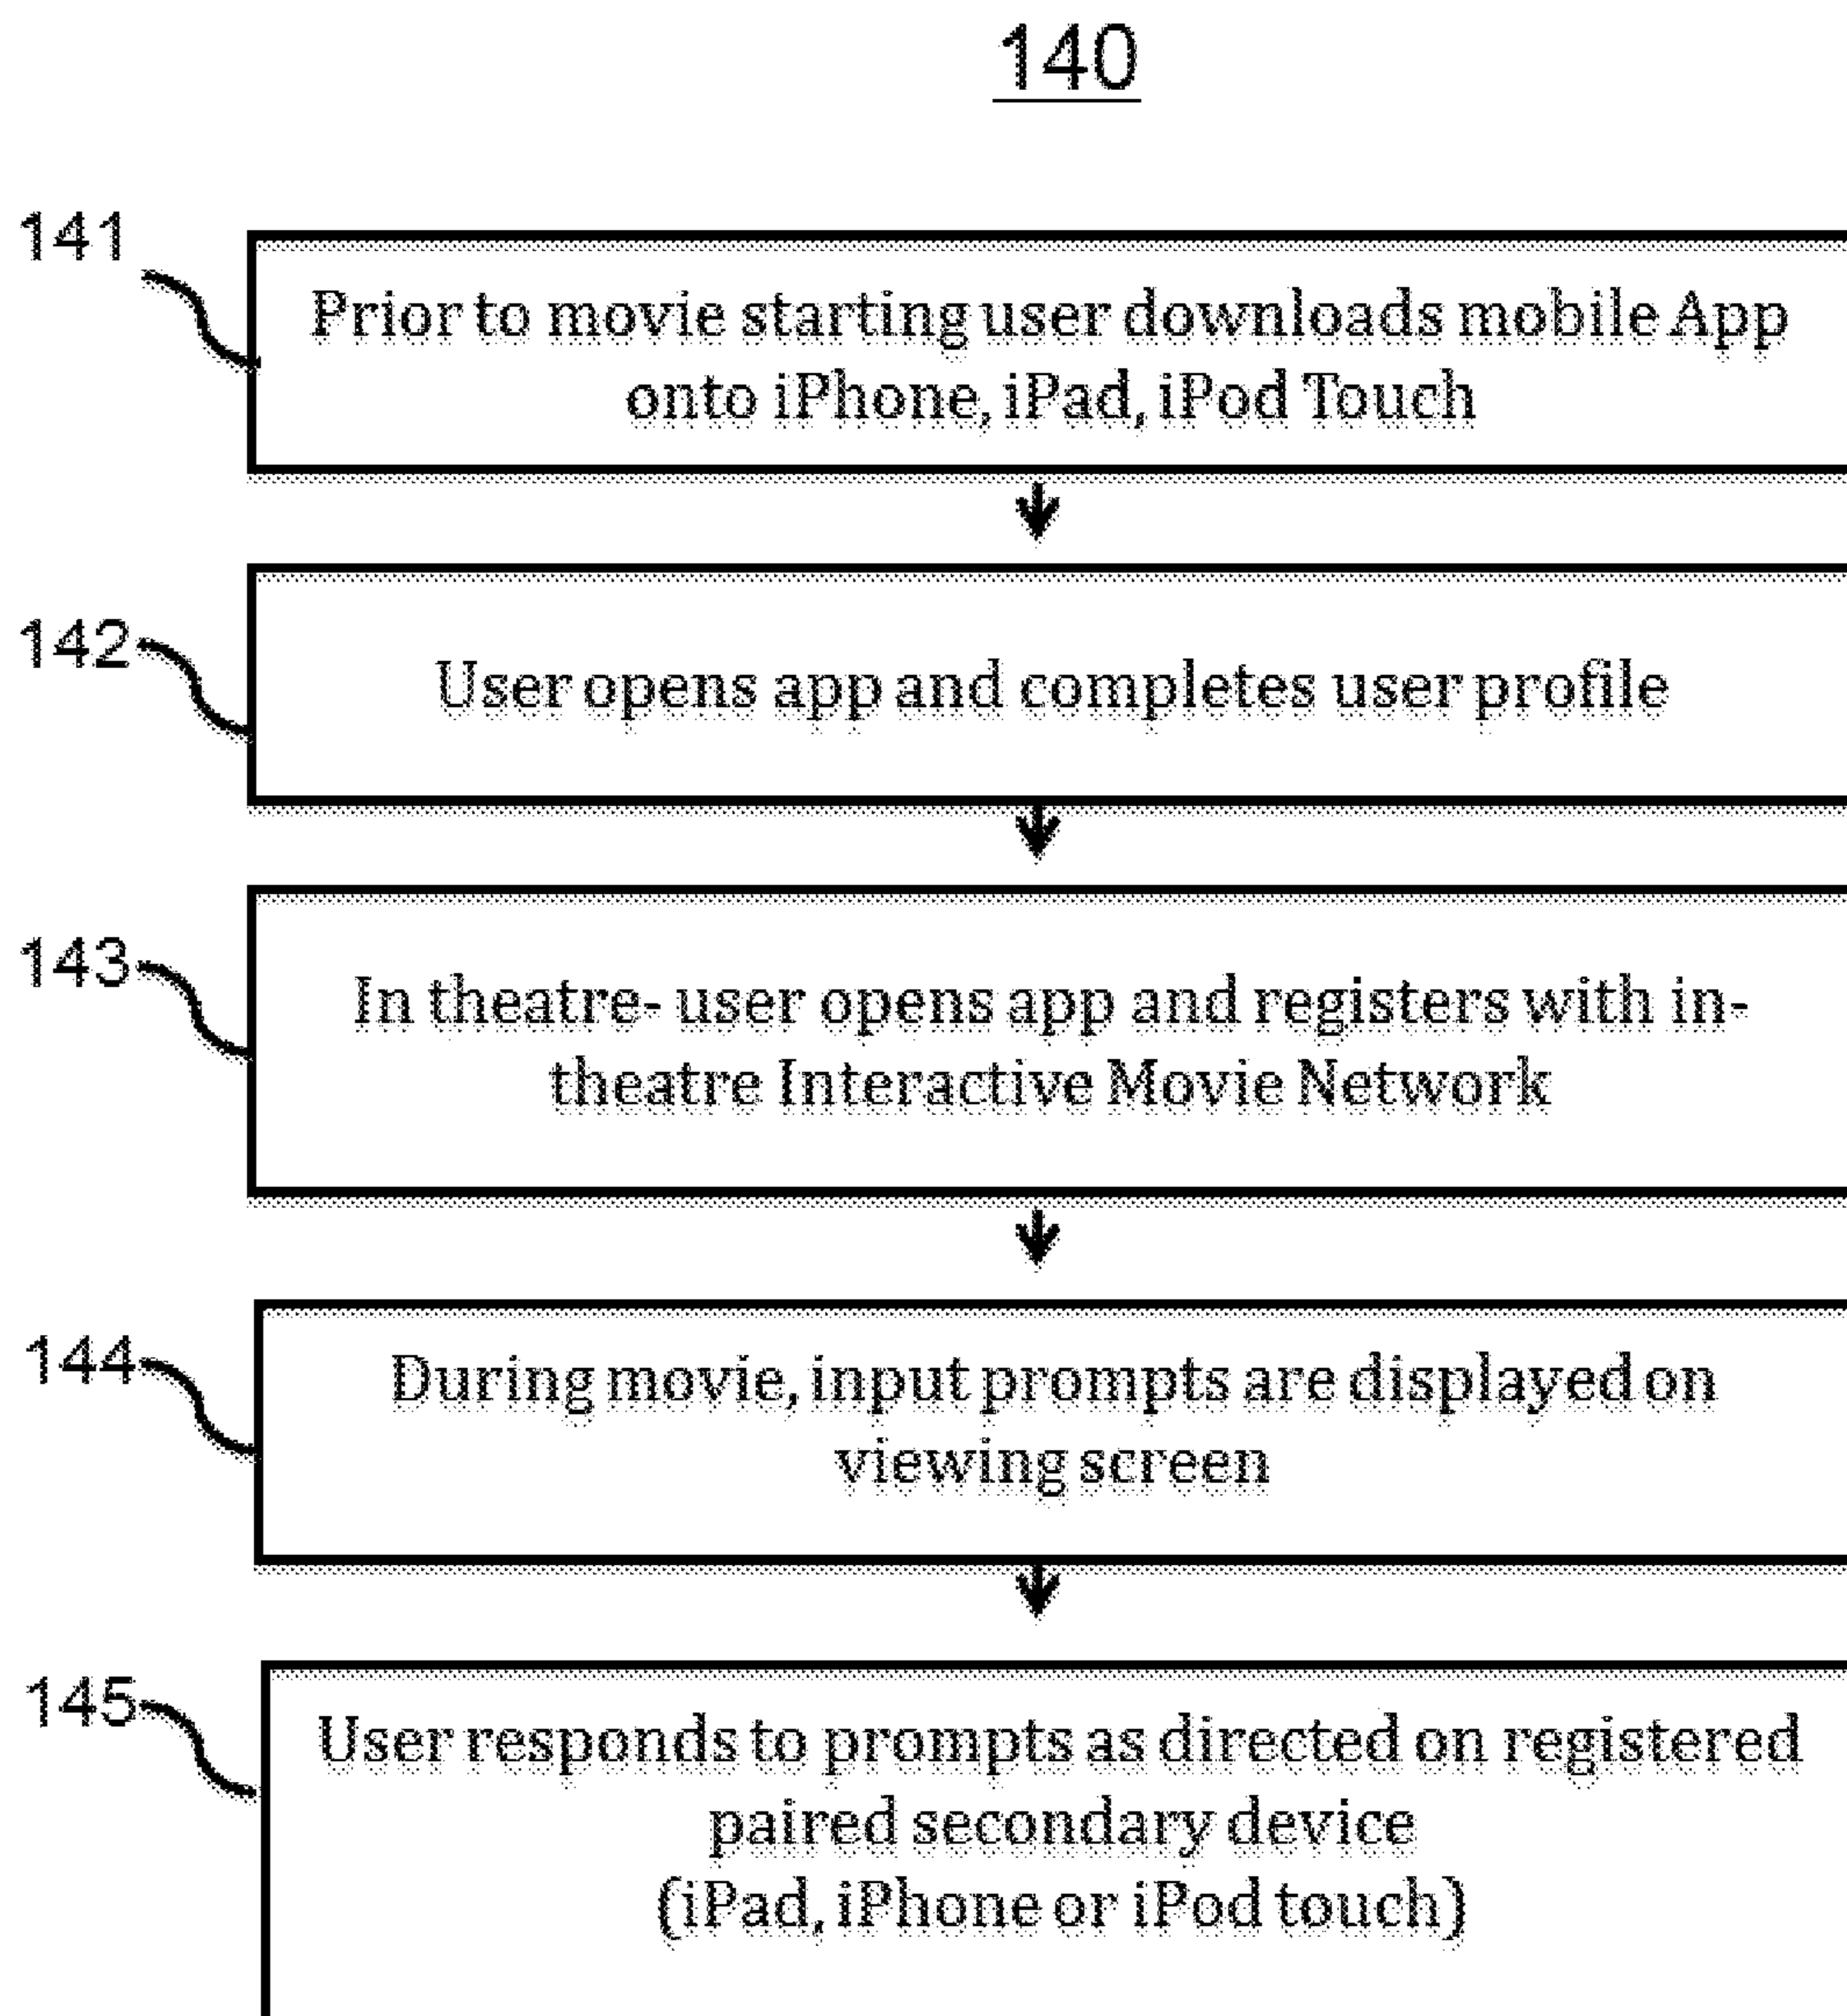 140
141
Prior to movie starting user downloads mobile App
onto iPhone, iPad, iPod Touch
142
User opens app and completes user profile
143
In theatre- user opens app and registers with in-
theatre Interactive Movie Network
144
During movie, input prompts are displayed on
viewing screen
145
User responds to prompts as directed on registered
paired secondary device
(iPad, iPhone or iPod touch)